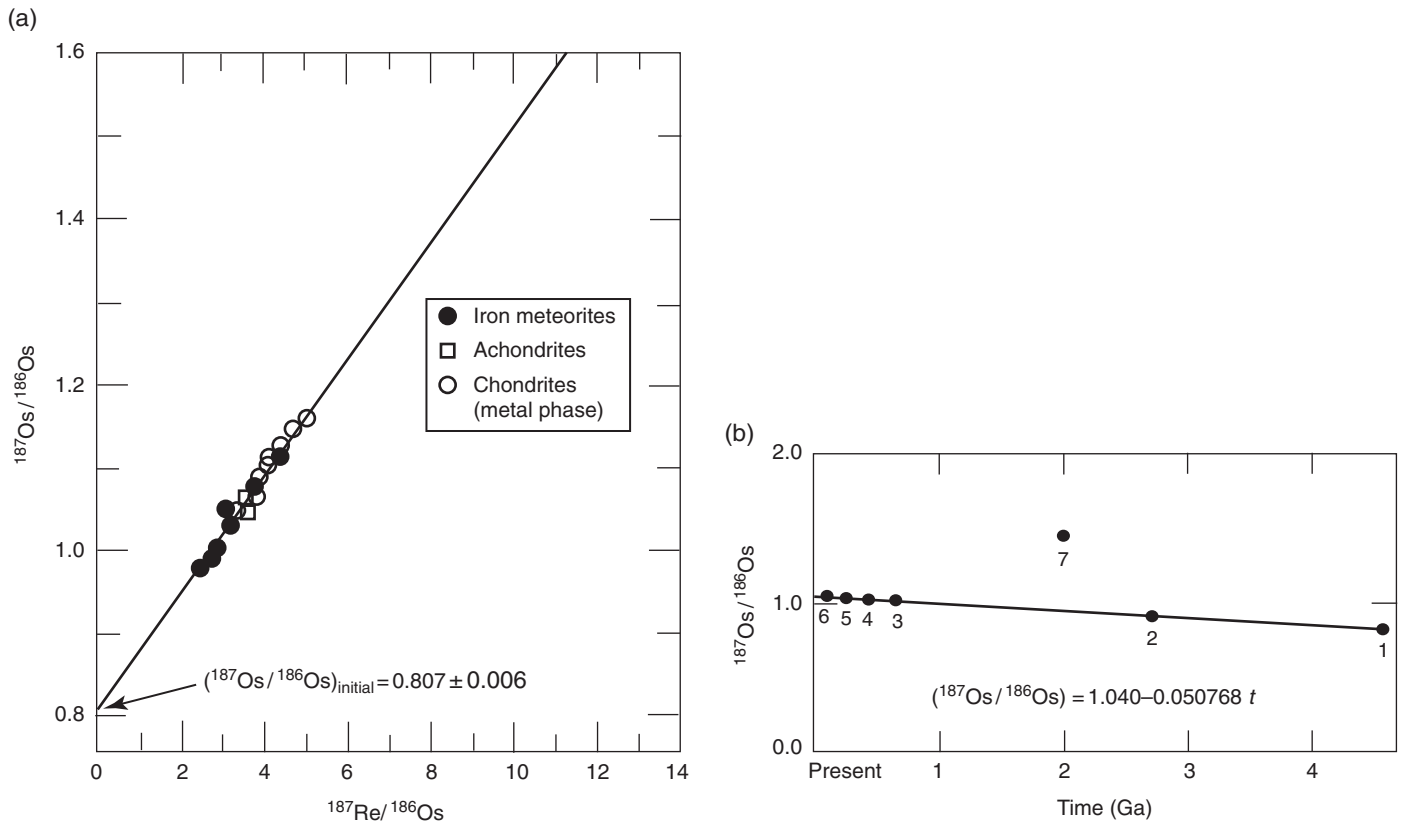 (a)
1.6
1.4
1.2
1.0
0.8
¹⁸⁷Os/¹⁸⁶Os
Iron meteorites
Achondrites
Chondrites
(metal phase)
(¹⁸⁷Os/¹⁸⁶Os)initial = 0.807 ± 0.006
0 2 4 6 8 10 12 14
¹⁸⁷Re/¹⁸⁶Os
(b)
2.0
1.0
0.0
¹⁸⁷Os/¹⁸⁶Os
7
6 5 4 3 2 1
(¹⁸⁷Os/¹⁸⁶Os) = 1.040–0.050768 t
Present 1 2 3 4
Time (Ga)